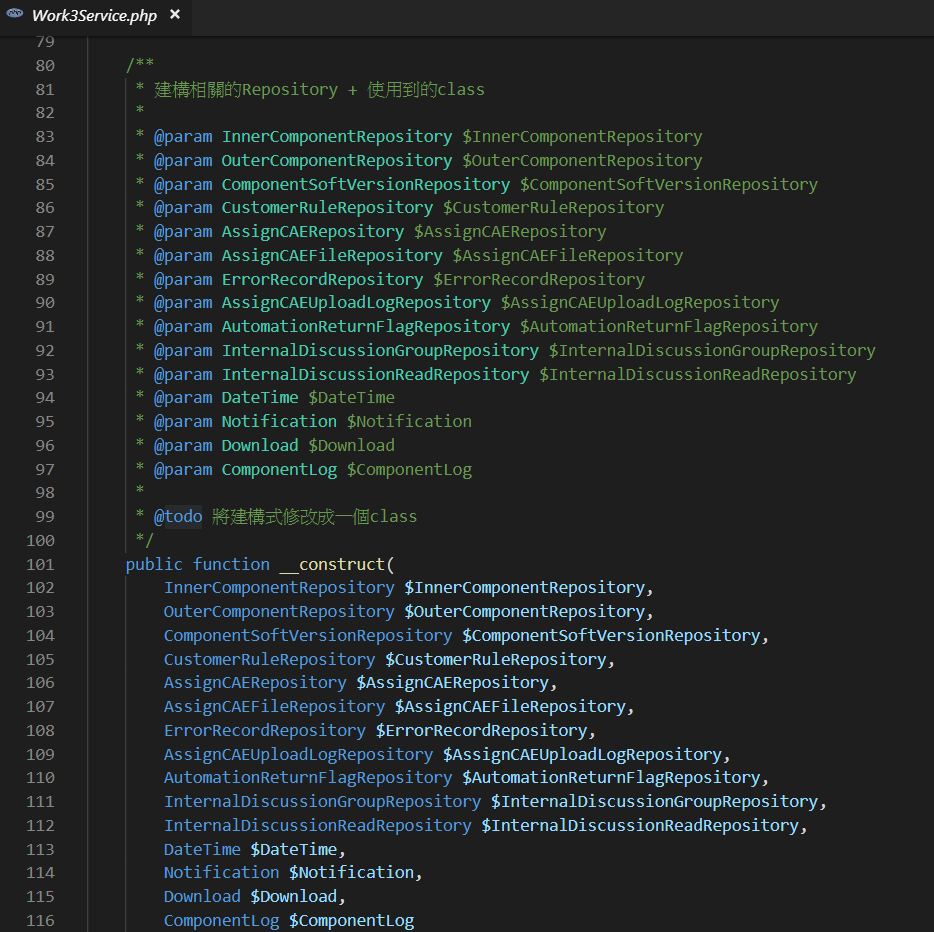 php Work3Service.php ×
79
80 /**
81 * 建構相關的Repository + 使用到的class
82 *
83 * @param InnerComponentRepository $InnerComponentRepository
84 * @param OuterComponentRepository $OuterComponentRepository
85 * @param ComponentSoftVersionRepository $ComponentSoftVersionRepository
86 * @param CustomerRuleRepository $CustomerRuleRepository
87 * @param AssignCAERepository $AssignCAERepository
88 * @param AssignCAEFileRepository $AssignCAEFileRepository
89 * @param ErrorRecordRepository $ErrorRecordRepository
90 * @param AssignCAEUploadLogRepository $AssignCAEUploadLogRepository
91 * @param AutomationReturnFlagRepository $AutomationReturnFlagRepository
92 * @param InternalDiscussionGroupRepository $InternalDiscussionGroupRepository
93 * @param InternalDiscussionReadRepository $InternalDiscussionReadRepository
94 * @param DateTime $DateTime
95 * @param Notification $Notification
96 * @param Download $Download
97 * @param ComponentLog $ComponentLog
98 *
99 * @todo 將建構式修改成一個class
100 */
101 public function __construct(
102 InnerComponentRepository $InnerComponentRepository,
103 OuterComponentRepository $OuterComponentRepository,
104 ComponentSoftVersionRepository $ComponentSoftVersionRepository,
105 CustomerRuleRepository $CustomerRuleRepository,
106 AssignCAERepository $AssignCAERepository,
107 AssignCAEFileRepository $AssignCAEFileRepository,
108 ErrorRecordRepository $ErrorRecordRepository,
109 AssignCAEUploadLogRepository $AssignCAEUploadLogRepository,
110 AutomationReturnFlagRepository $AutomationReturnFlagRepository,
111 InternalDiscussionGroupRepository $InternalDiscussionGroupRepository,
112 InternalDiscussionReadRepository $InternalDiscussionReadRepository,
113 DateTime $DateTime,
114 Notification $Notification,
115 Download $Download,
116 ComponentLog $ComponentLog